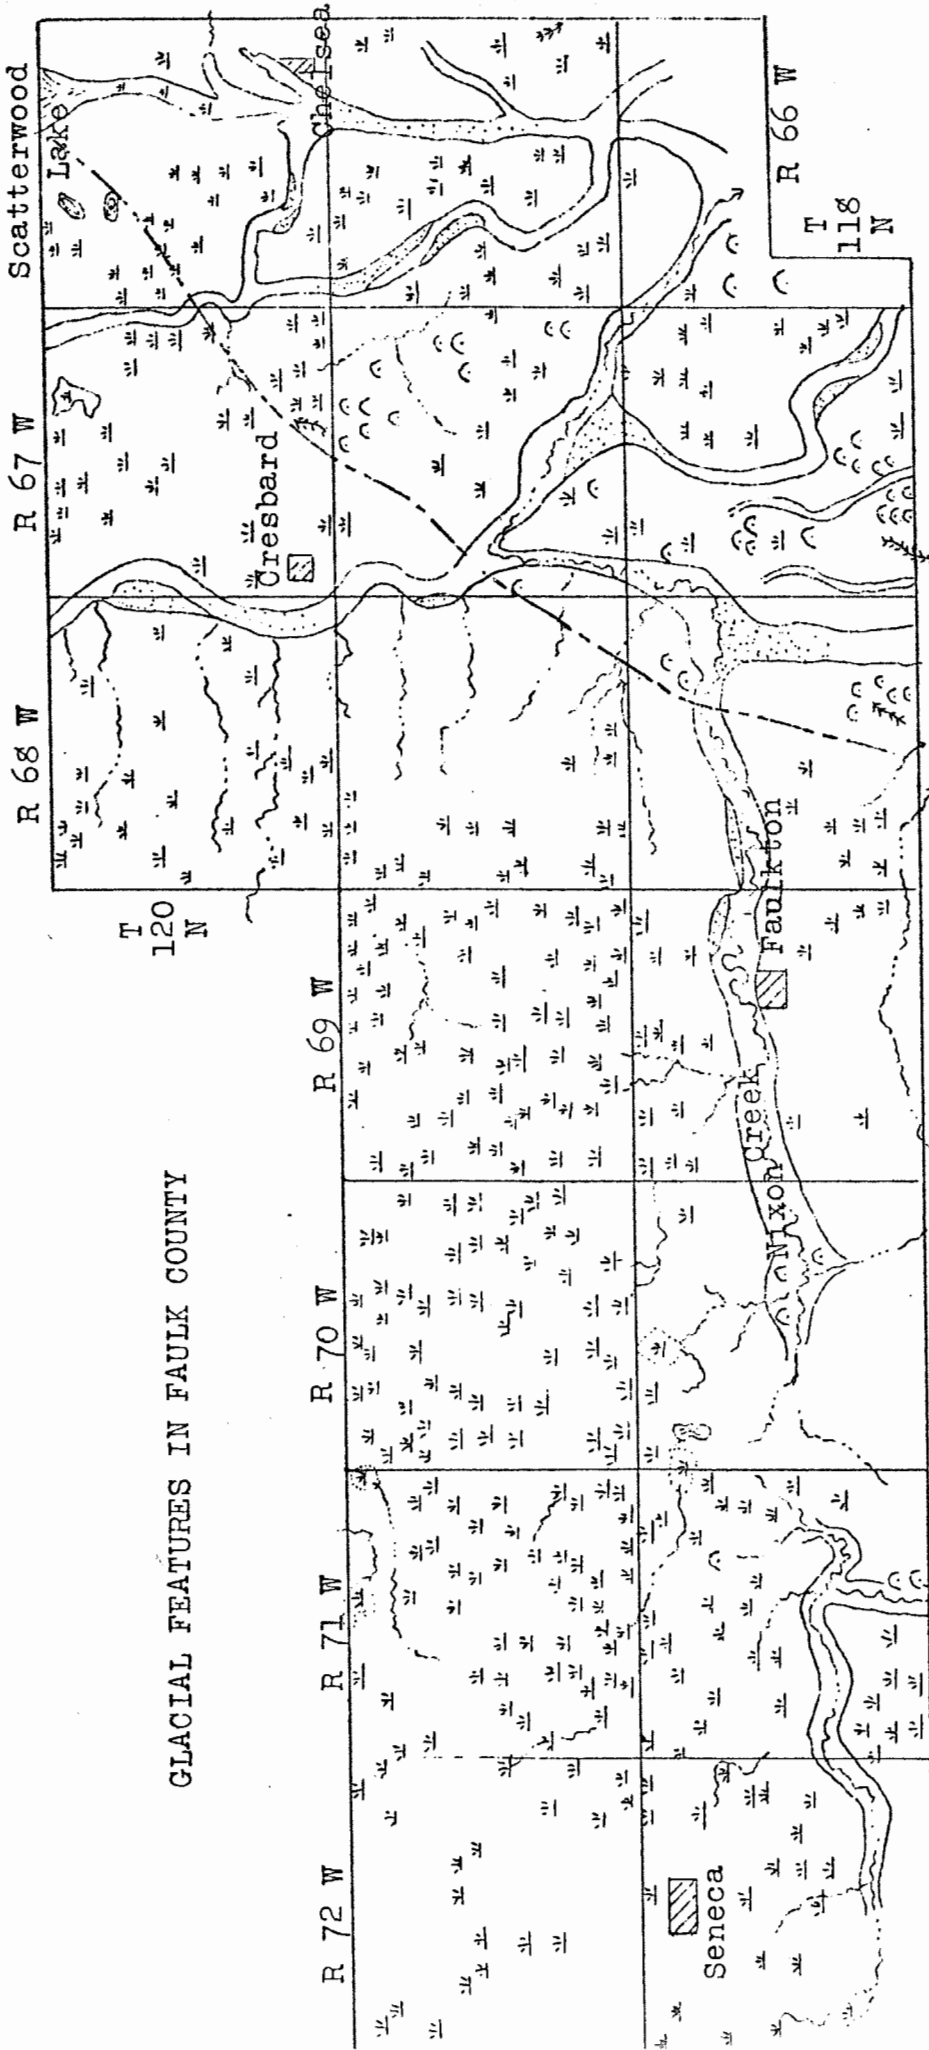 GLACIAL FEATURES IN FAULK COUNTY
Scatterwood
Lake
R 72 W
R 71 W
R 70 W
R 69 W
R 68 W
R 67 W
R 66 W
T
120
N
T
118
N
Chelsea
Cresbard
Faulkton
Nixon Creek
Seneca